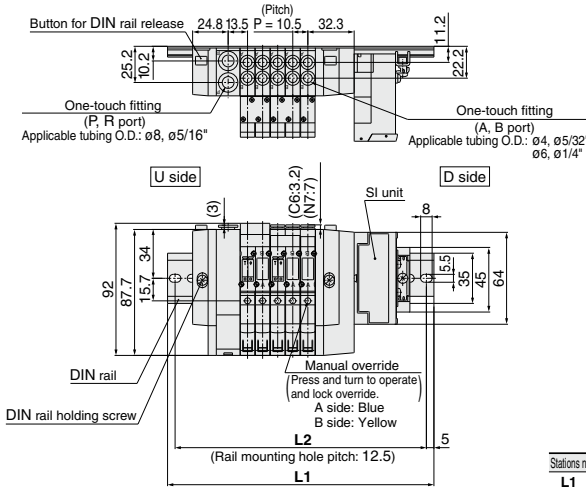 Button for DIN rail release
24.8
13.5
(Pitch)
P = 10.5
32.3
11.2
22.2
25.2
10.2
One-touch fitting
(P, R port)
Applicable tubing O.D.: ø8, ø5/16"
One-touch fitting
(A, B port)
Applicable tubing O.D.: ø4, ø5/32"
ø6, ø1/4"
U side
D side
(3)
(C6:3.2)
(N7:7)
SI unit
8
92
87.7
34
15.7
5.5
35
45
64
DIN rail
DIN rail holding screw
Manual override
(Press and turn to operate
and lock override.)
A side: Blue
B side: Yellow
L2
5
(Rail mounting hole pitch: 12.5)
L1
Stations n
L1